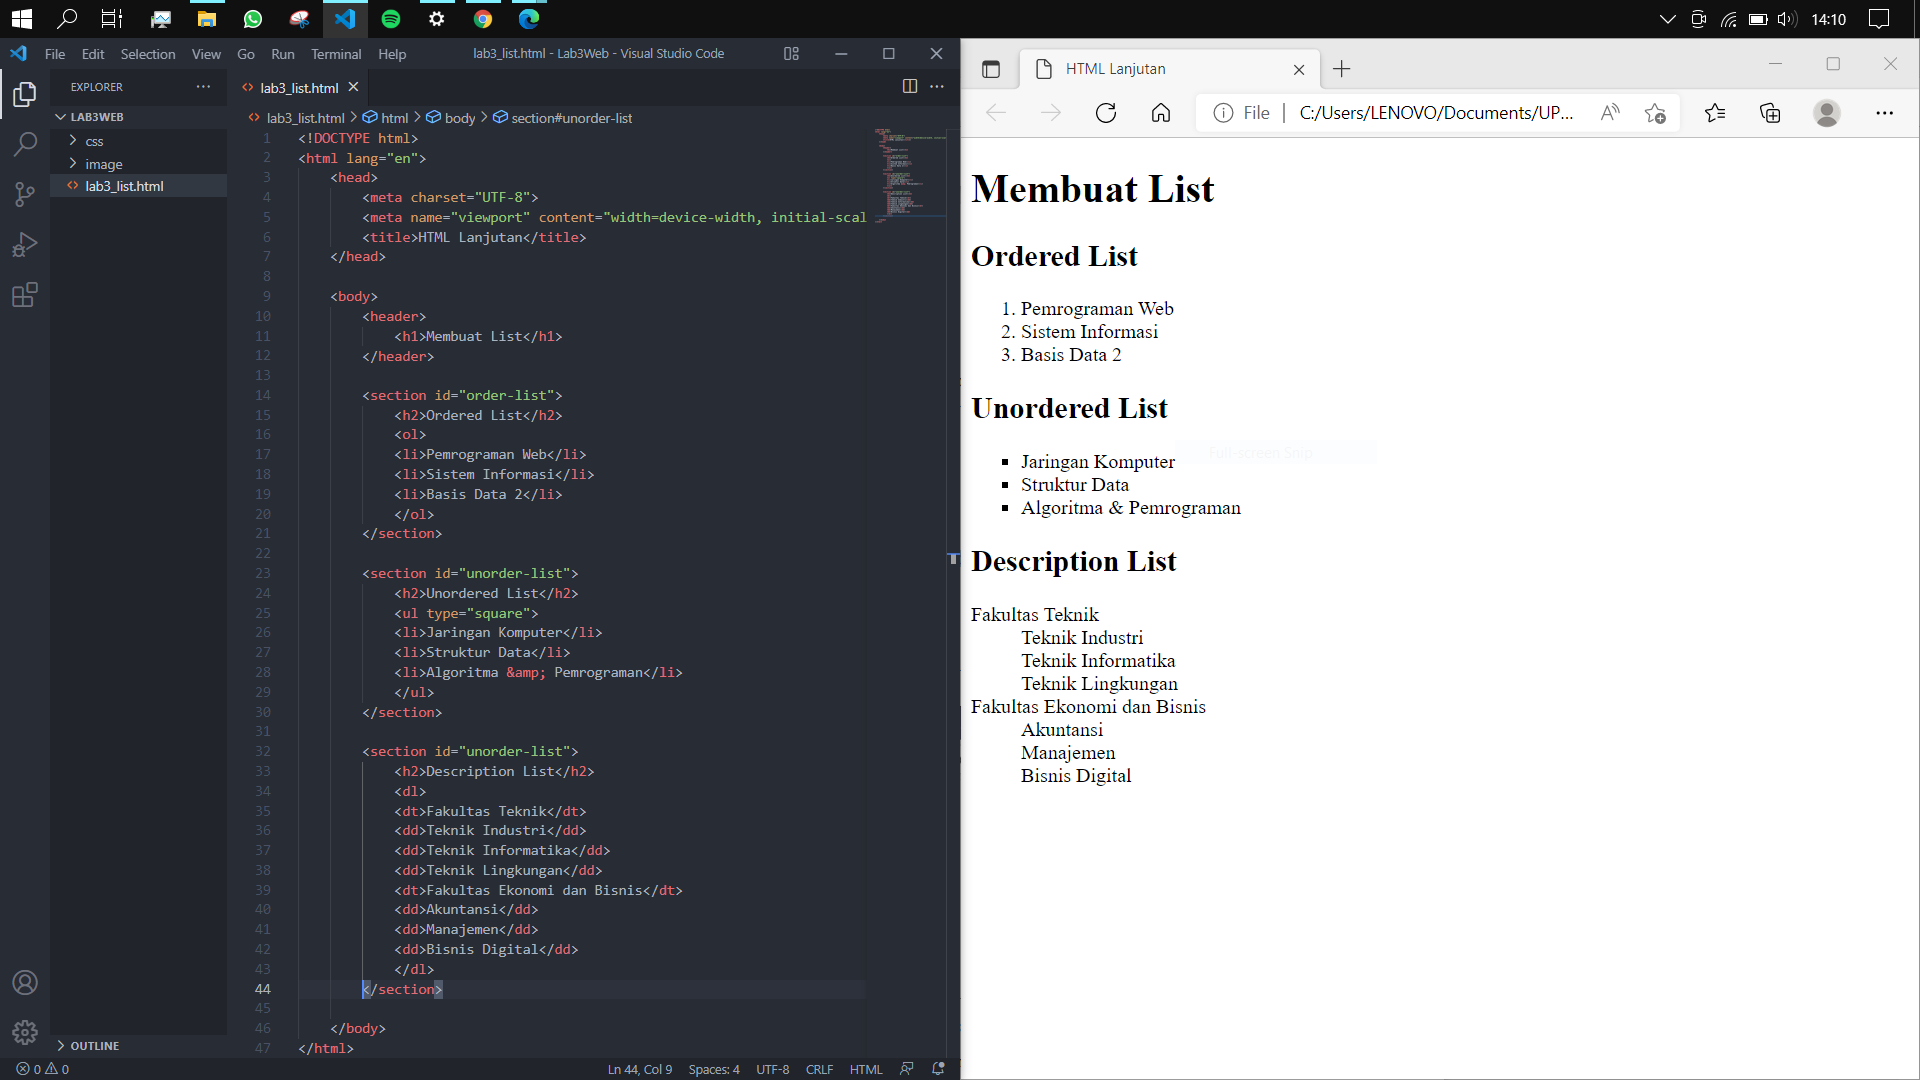 14:10
File Edit Selection View Go Run Terminal Help
lab3_list.html - Lab3Web - Visual Studio Code
EXPLORER
LAB3WEB
css
image
lab3_list.html
OUTLINE
lab3_list.html
lab3_list.html > html > body > section#unorder-list
1 <!DOCTYPE html>
2 <html lang="en">
3 <head>
4 <meta charset="UTF-8">
5 <meta name="viewport" content="width=device-width, initial-scal
6 <title>HTML Lanjutan</title>
7 </head>
8
9 <body>
10 <header>
11 <h1>Membuat List</h1>
12 </header>
13
14 <section id="order-list">
15 <h2>Ordered List</h2>
16 <ol>
17 <li>Pemrograman Web</li>
18 <li>Sistem Informasi</li>
19 <li>Basis Data 2</li>
20 </ol>
21 </section>
22
23 <section id="unorder-list">
24 <h2>Unordered List</h2>
25 <ul type="square">
26 <li>Jaringan Komputer</li>
27 <li>Struktur Data</li>
28 <li>Algoritma &amp; Pemrograman</li>
29 </ul>
30 </section>
31
32 <section id="unorder-list">
33 <h2>Description List</h2>
34 <dl>
35 <dt>Fakultas Teknik</dt>
36 <dd>Teknik Industri</dd>
37 <dd>Teknik Informatika</dd>
38 <dd>Teknik Lingkungan</dd>
39 <dt>Fakultas Ekonomi dan Bisnis</dt>
40 <dd>Akuntansi</dd>
41 <dd>Manajemen</dd>
42 <dd>Bisnis Digital</dd>
43 </dl>
44 </section>
45
46 </body>
47 </html>
0 0 Ln 44, Col 9 Spaces: 4 UTF-8 CRLF HTML
HTML Lanjutan
File C:/Users/LENOVO/Documents/UP...
Membuat List
Ordered List
1. Pemrograman Web
2. Sistem Informasi
3. Basis Data 2
Unordered List
Full-screen Snip
Jaringan Komputer
Struktur Data
Algoritma & Pemrograman
Description List
Fakultas Teknik
Teknik Industri
Teknik Informatika
Teknik Lingkungan
Fakultas Ekonomi dan Bisnis
Akuntansi
Manajemen
Bisnis Digital